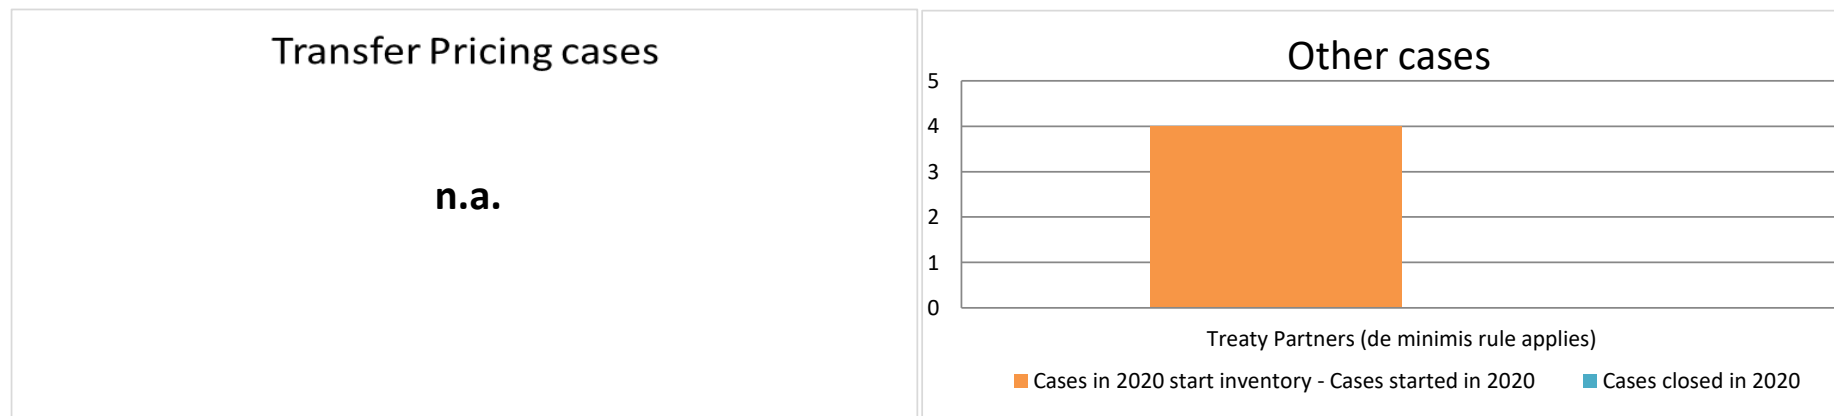 Transfer Pricing cases
n.a.
Other cases
5
4
3
2
1
0
Treaty Partners (de minimis rule applies)
Cases in 2020 start inventory - Cases started in 2020
Cases closed in 2020